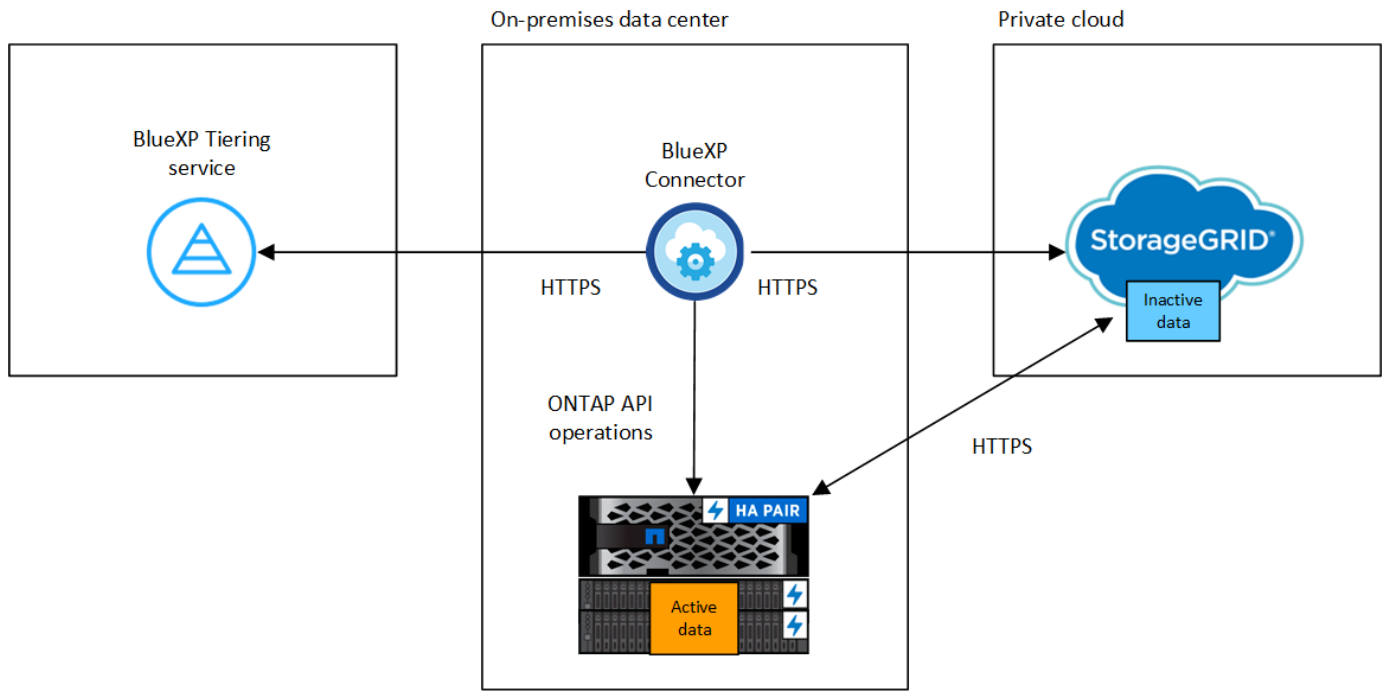 On-premises data center
Private cloud
BlueXP Tiering
service
BlueXP
Connector
StorageGRID®
Inactive
data
HTTPS
HTTPS
ONTAP API
operations
HTTPS
HA PAIR
Active
data